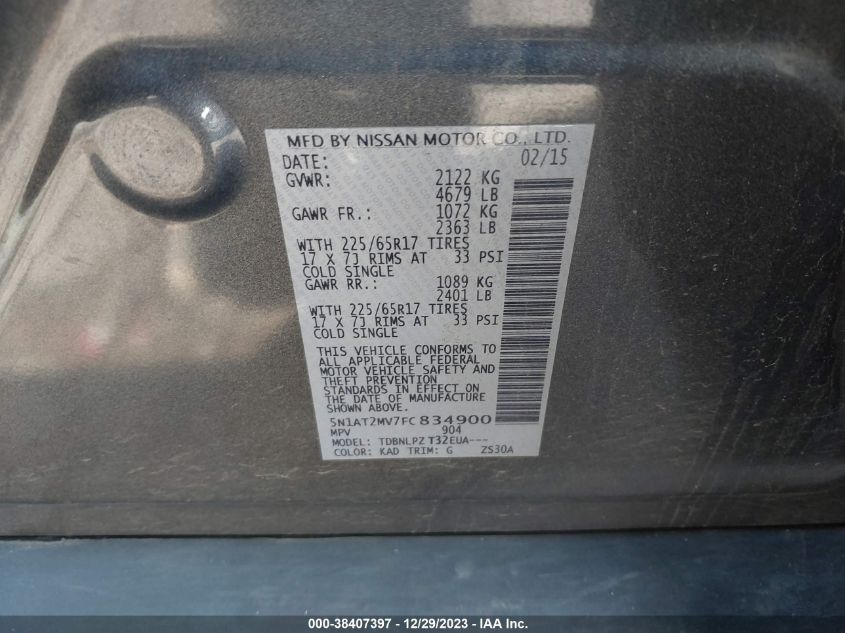 MFD BY NISSAN MOTOR CO., LTD.
DATE: 02/15
GVWR: 2122 KG
4679 LB
GAWR FR.: 1072 KG
2363 LB
WITH 225/65R17 TIRES
17 X 7J RIMS AT 33 PSI
COLD SINGLE
GAWR RR.: 1089 KG
2401 LB
WITH 225/65R17 TIRES
17 X 7J RIMS AT 33 PSI
COLD SINGLE
THIS VEHICLE CONFORMS TO
ALL APPLICABLE FEDERAL
MOTOR VEHICLE SAFETY AND
THEFT PREVENTION
STANDARDS IN EFFECT ON
THE DATE OF MANUFACTURE
SHOWN ABOVE.
5N1AT2MV7FC834900
MPV 904
MODEL: TDBNLPZ T32EUA---
COLOR: KAD TRIM: G ZS30A
000-38407397 - 12/29/2023 - IAAI.com